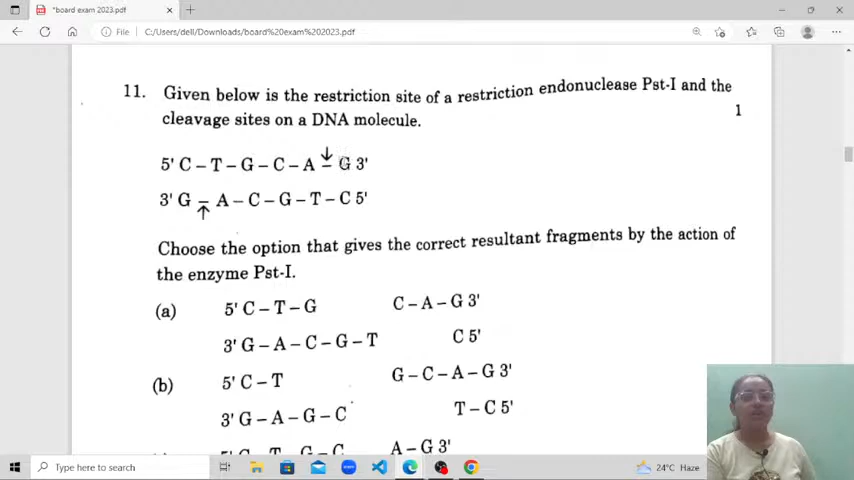 *board exam 2023.pdf
File
C:/Users/dell/Downloads/board%20exam%202023.pdf
11. Given below is the restriction site of a restriction endonuclease Pst-I and the
cleavage sites on a DNA molecule.
1
5' C – T – G – C – A – G 3'
3' G – A – C – G – T – C 5'
Choose the option that gives the correct resultant fragments by the action of
the enzyme Pst-I.
(a) 5' C – T – G C – A – G 3'
3' G – A – C – G – T C 5'
(b) 5' C – T G – C – A – G 3'
3' G – A – G – C T – C 5'
A – G 3'
Type here to search
24°C Haze